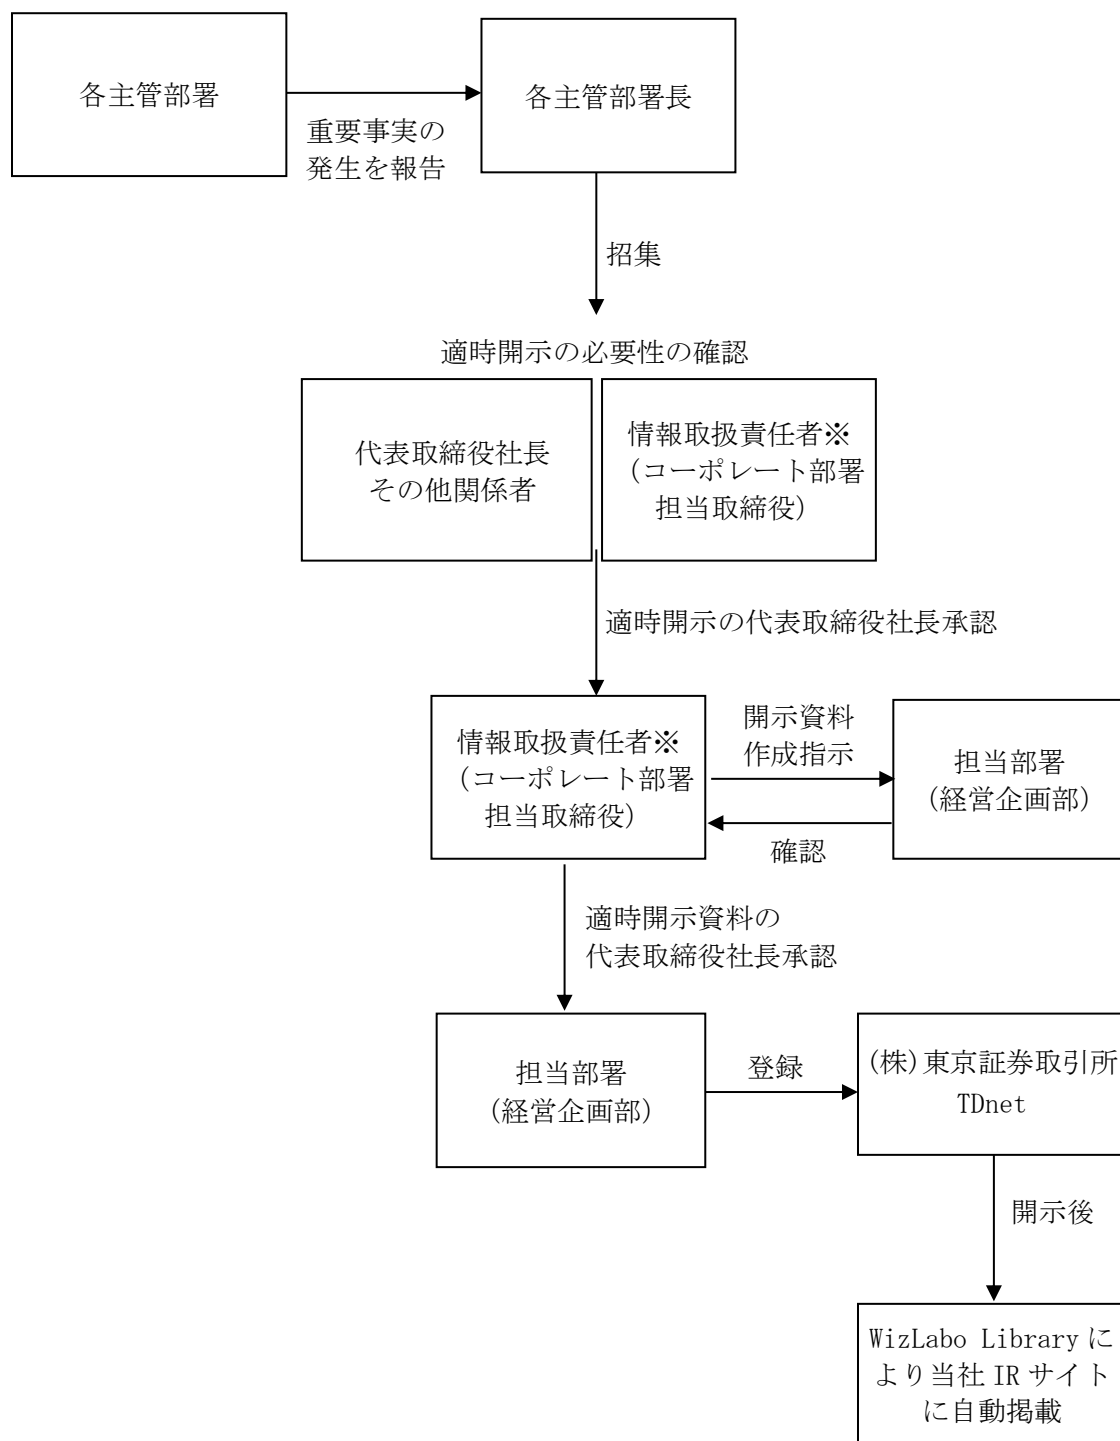 各主管部署
各主管部署長
重要事実の
発生を報告
招集
適時開示の必要性の確認
代表取締役社長
その他関係者
情報取扱責任者※
（コーポレート部署
担当取締役）
適時開示の代表取締役社長承認
情報取扱責任者※
（コーポレート部署
担当取締役）
開示資料
作成指示
担当部署
（経営企画部）
確認
適時開示資料の
代表取締役社長承認
担当部署
（経営企画部）
登録
（株）東京証券取引所
TDnet
開示後
WizLabo Library に
より当社 IR サイト
に自動掲載